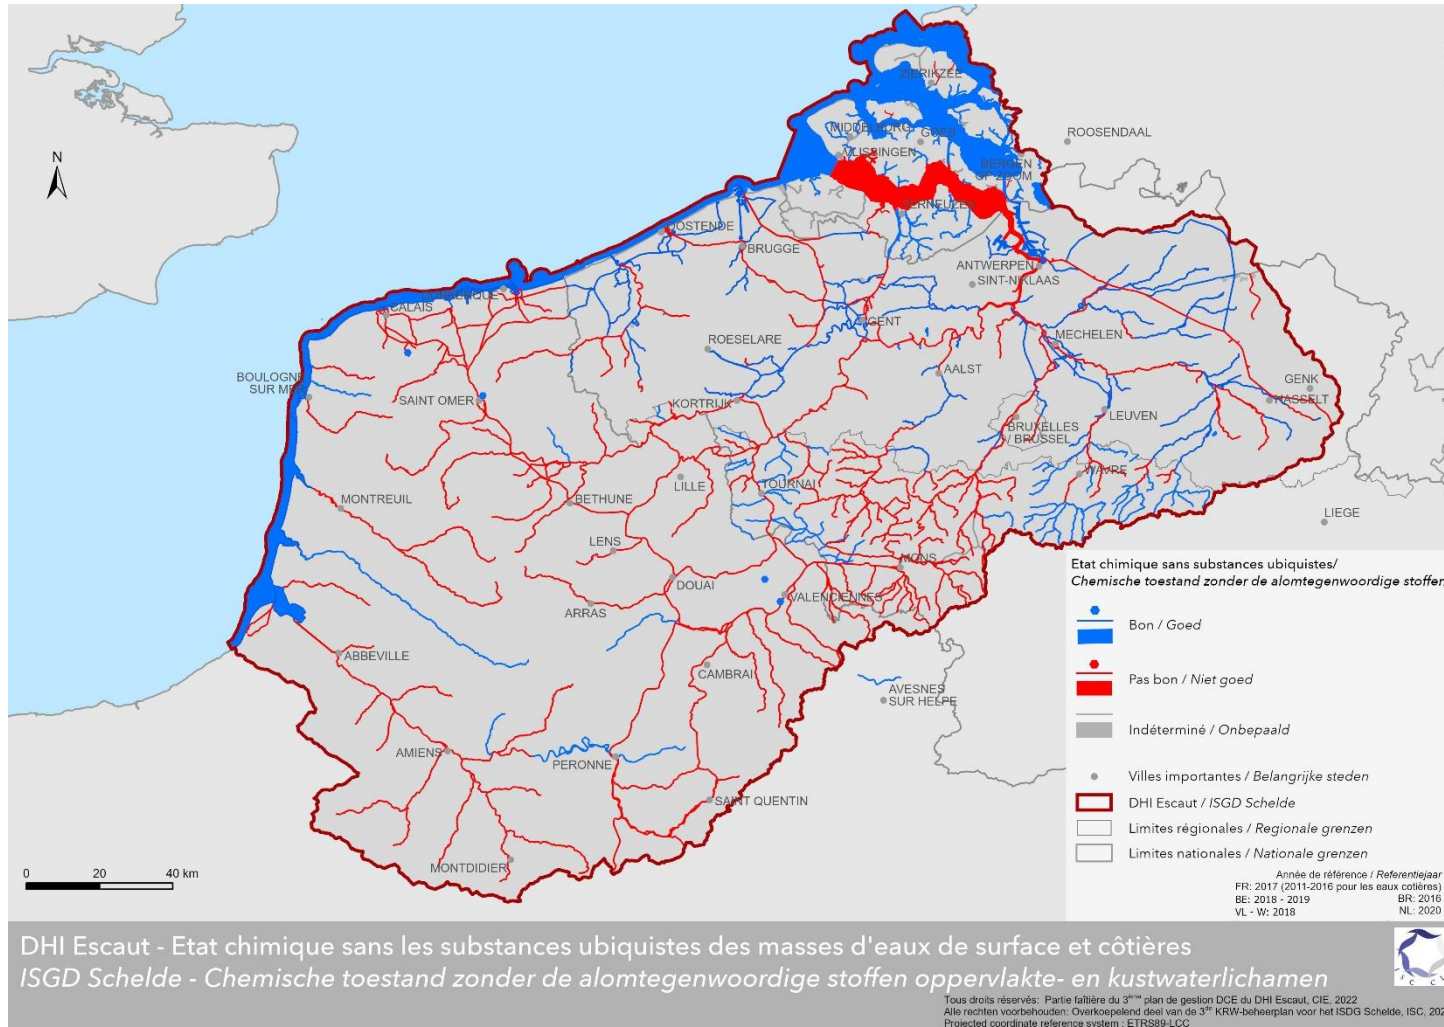 ZIERIKZEE
MIDDELBURG
GOES
ROOSENDAAL
VLISSINGEN
BERGEN
OP ZOOM
N
TERNEUZEN
OOSTENDE
BRUGGE
ANTWERPEN
SINT-NIKLAAS
CALAIS
GENT
MECHELEN
ROESELARE
AALST
BOULOGNE
SUR MER
GENK
HASSELT
SAINT OMER
KORTRIJK
LEUVEN
BRUXELLES
/ BRUSSEL
WAVRE
LILLE
TOURNAI
MONTREUIL
BETHUNE
LIEGE
LENS
MONS
DOUAI
VALENCIENNES
ARRAS
ABBEVILLE
CAMBRAI
AVESNES
SUR HELPE
AMIENS
PERONNE
SAINT QUENTIN
MONTDIDIER
0 20 40 km
Etat chimique sans substances ubiquistes/
Chemische toestand zonder de alomtegenwoordige stoffen
Bon / Goed
Pas bon / Niet goed
Indéterminé / Onbepaald
Villes importantes / Belangrijke steden
DHI Escaut / ISGD Schelde
Limites régionales / Regionale grenzen
Limites nationales / Nationale grenzen
Année de référence / Referentiejaar
FR: 2017 (2011-2016 pour les eaux cotières)
BE: 2018 - 2019 BR: 2016
VL - W: 2018 NL: 2020
DHI Escaut - Etat chimique sans les substances ubiquistes des masses d'eaux de surface et côtières
ISGD Schelde - Chemische toestand zonder de alomtegenwoordige stoffen oppervlakte- en kustwaterlichamen
Tous droits réservés: Partie faîtière du 3ème plan de gestion DCE du DHI Escaut, CIE, 2022
Alle rechten voorbehouden: Overkoepelend deel van de 3de KRW-beheerplan voor het ISDG Schelde, ISC, 202
Projected coordinate reference system : ETRS89-LCC